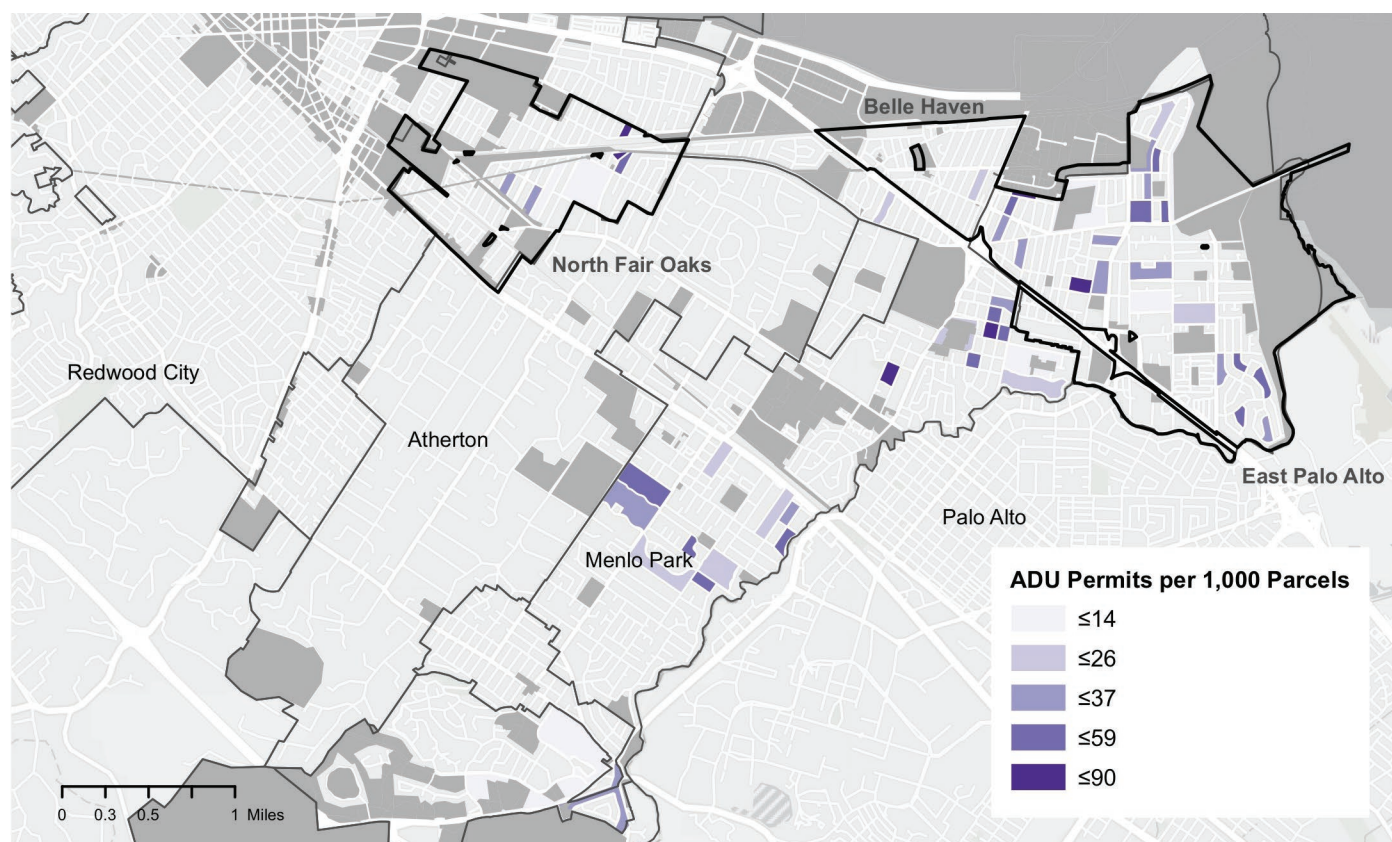 Belle Haven
North Fair Oaks
Redwood City
Atherton
East Palo Alto
Palo Alto
Menlo Park
ADU Permits per 1,000 Parcels
≤14
≤26
≤37
≤59
≤90
0 0.3 0.5 1 Miles